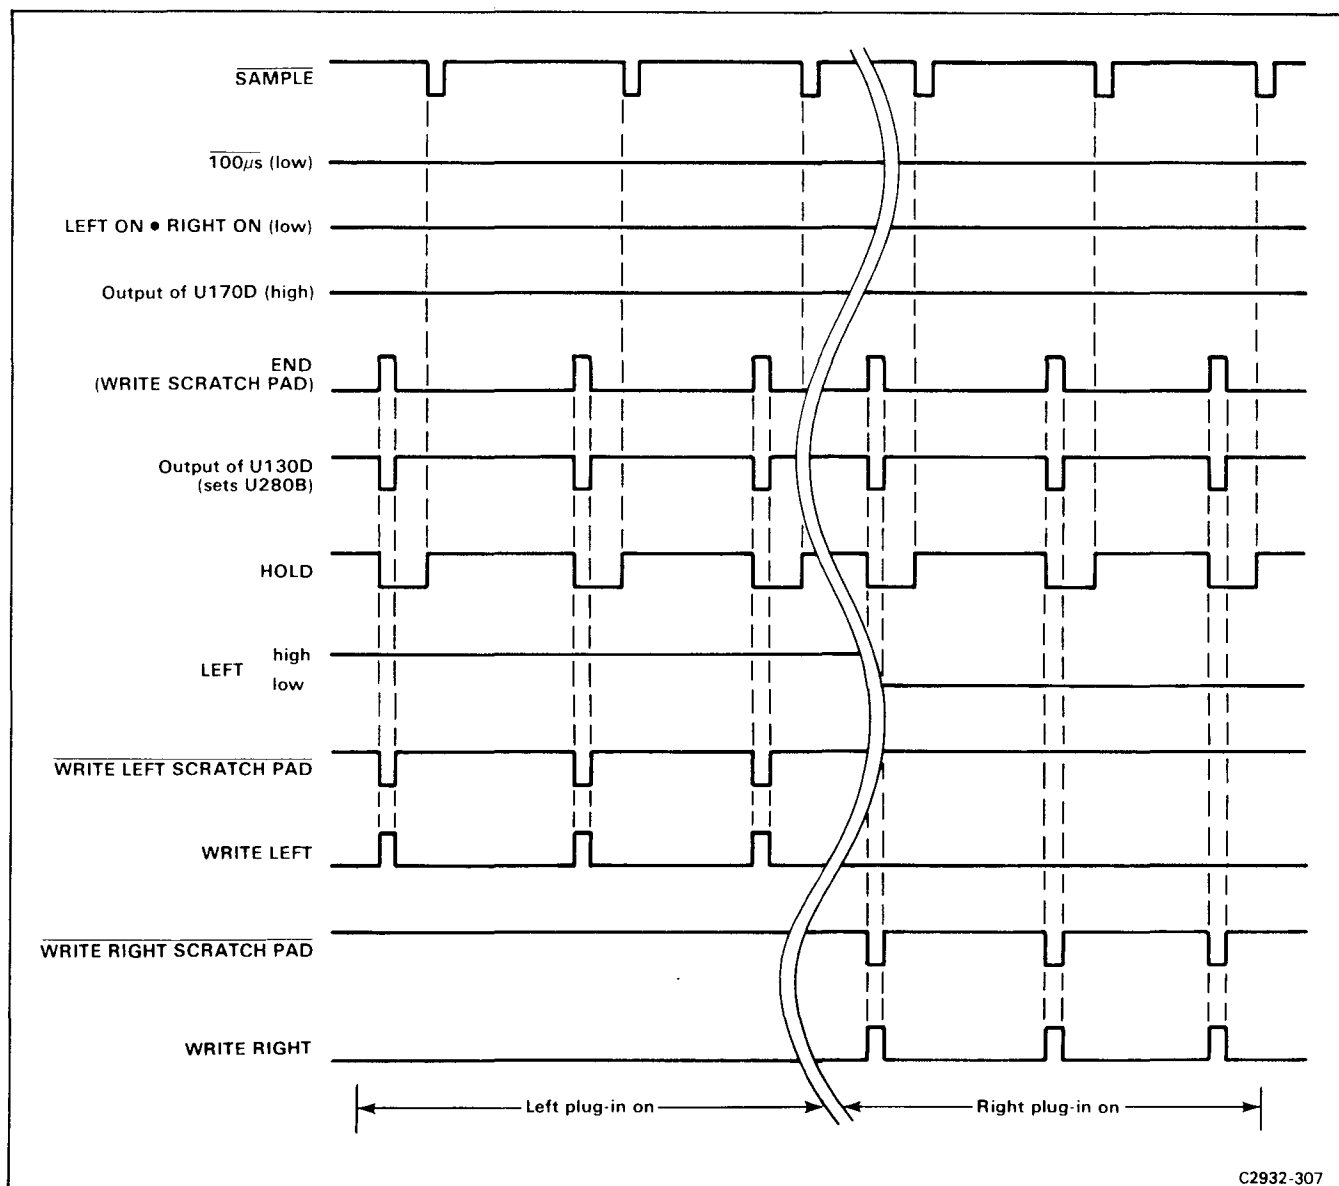 SAMPLE
100μs (low)
LEFT ON • RIGHT ON (low)
Output of U170D (high)
END
(WRITE SCRATCH PAD)
Output of U130D
(sets U280B)
HOLD
LEFT
high
low
WRITE LEFT SCRATCH PAD
WRITE LEFT
WRITE RIGHT SCRATCH PAD
WRITE RIGHT
Left plug-in on
Right plug-in on
C2932-307